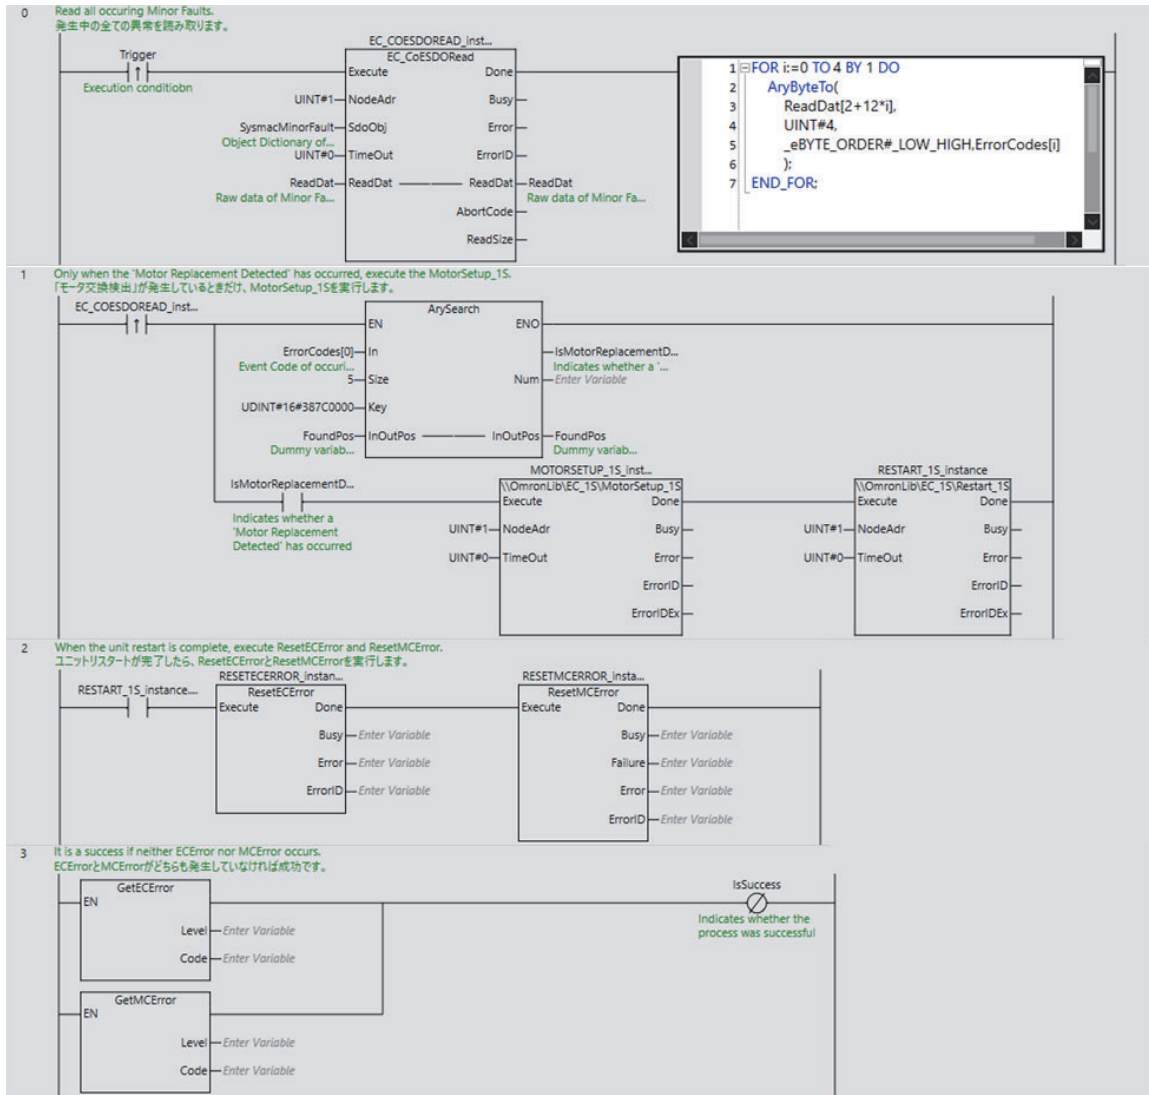 0
Read all occuring Minor Faults.
発生中の全ての異常を読み取ります。
Trigger
Execution conditiobn
EC_COESDOREAD_inst...
EC_CoESDORead
Execute Done
UINT#1 NodeAdr Busy
SysmacMinorFault SdoObj Error
Object Dictionary of...
UINT#0 TimeOut ErrorID
ReadDat ReadDat ReadDat ReadDat
Raw data of Minor Fa... Raw data of Minor Fa...
AbortCode
ReadSize
1 FOR i:=0 TO 4 BY 1 DO
2 AryByteTo(
3 ReadDat[2+12*i],
4 UINT#4,
5 _eBYTE_ORDER#_LOW_HIGH,ErrorCodes[i]
6 );
7 END_FOR;
1
Only when the 'Motor Replacement Detected' has occurred, execute the MotorSetup_1S.
「モータ交換検出」が発生しているときだけ、MotorSetup_1Sを実行します。
EC_COESDOREAD_inst...
ArySearch
EN ENO
ErrorCodes[0] In IsMotorReplacementD...
Event Code of occuri... Indicates whether a '...
5 Size Num Enter Variable
UDINT#16#387C0000 Key
FoundPos InOutPos InOutPos FoundPos
Dummy variab... Dummy variab...
IsMotorReplacementD...
Indicates whether a
'Motor Replacement
Detected' has occurred
MOTORSETUP_1S_inst...
\\OmronLib\EC_1S\MotorSetup_1S
Execute Done
UINT#1 NodeAdr Busy
UINT#0 TimeOut Error
ErrorID
ErrorIDEx
RESTART_1S_instance
\\OmronLib\EC_1S\Restart_1S
Execute Done
UINT#1 NodeAdr Busy
UINT#0 TimeOut Error
ErrorID
ErrorIDEx
2
When the unit restart is complete, execute ResetECError and ResetMCError.
ユニットリスタートが完了したら、ResetECErrorとResetMCErrorを実行します。
RESTART_1S_instance....
RESETECERROR_instan...
ResetECError
Execute Done
Busy Enter Variable
Error Enter Variable
ErrorID Enter Variable
RESETMCERROR_insta...
ResetMCError
Execute Done
Busy Enter Variable
Failure Enter Variable
Error Enter Variable
ErrorID Enter Variable
3
It is a success if neither ECError nor MCError occurs.
ECErrorとMCErrorがどちらも発生していなければ成功です。
GetECError
EN
Level Enter Variable
Code Enter Variable
IsSuccess
Indicates whether the
process was successful
GetMCError
EN
Level Enter Variable
Code Enter Variable